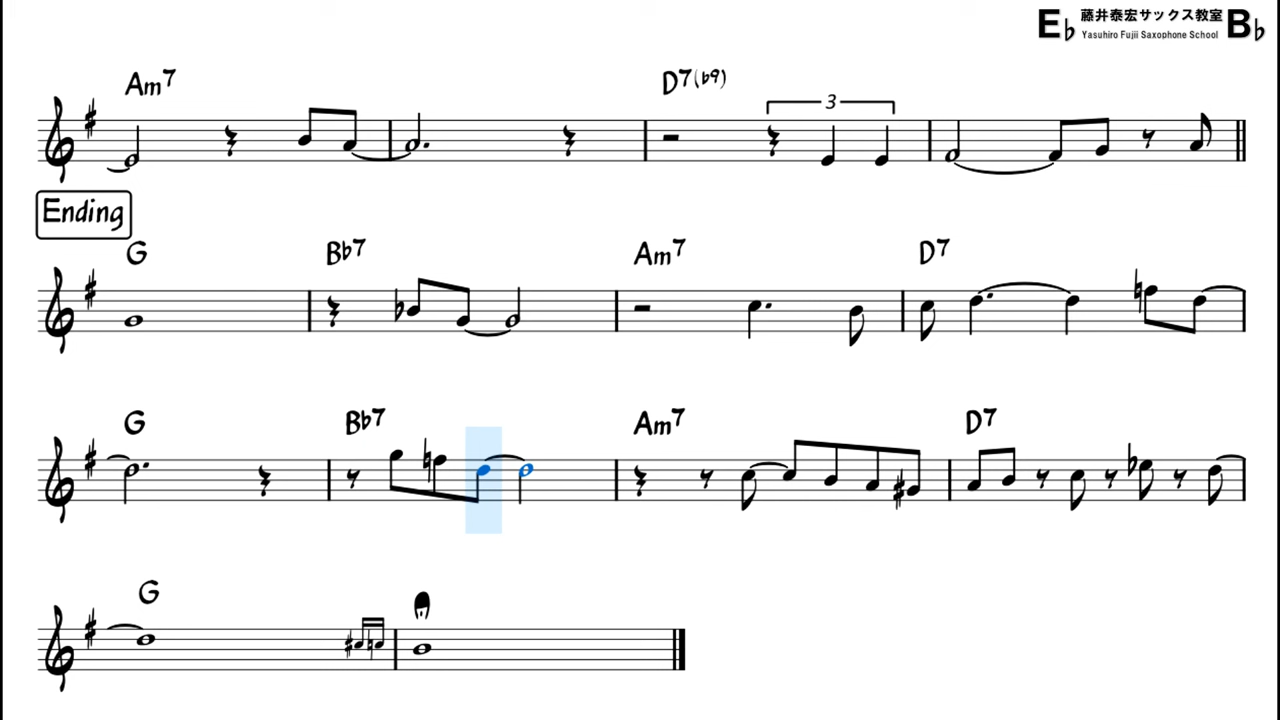 E♭ 藤井泰宏サックス教室 B♭
Yasuhiro Fujii Saxophone School
Am7 D7(♭9)
3
Ending
G B♭7 Am7 D7
G B♭7 Am7 D7
G